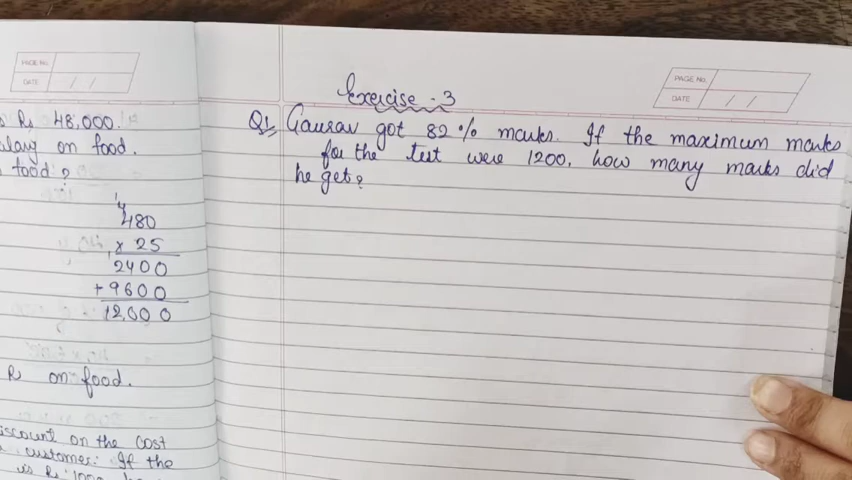 PAGE NO.
DATE / /
Rs 48,000.
on food.
food?
480
x 25
2400
+9600
12,000
on food.
on the cost
customer. If the
is Rs
PAGE NO.
DATE / /
Exercise - 3
Q1, Gaurav got 82% marks. If the maximum marks
for the test were 1200, how many marks did
he get?